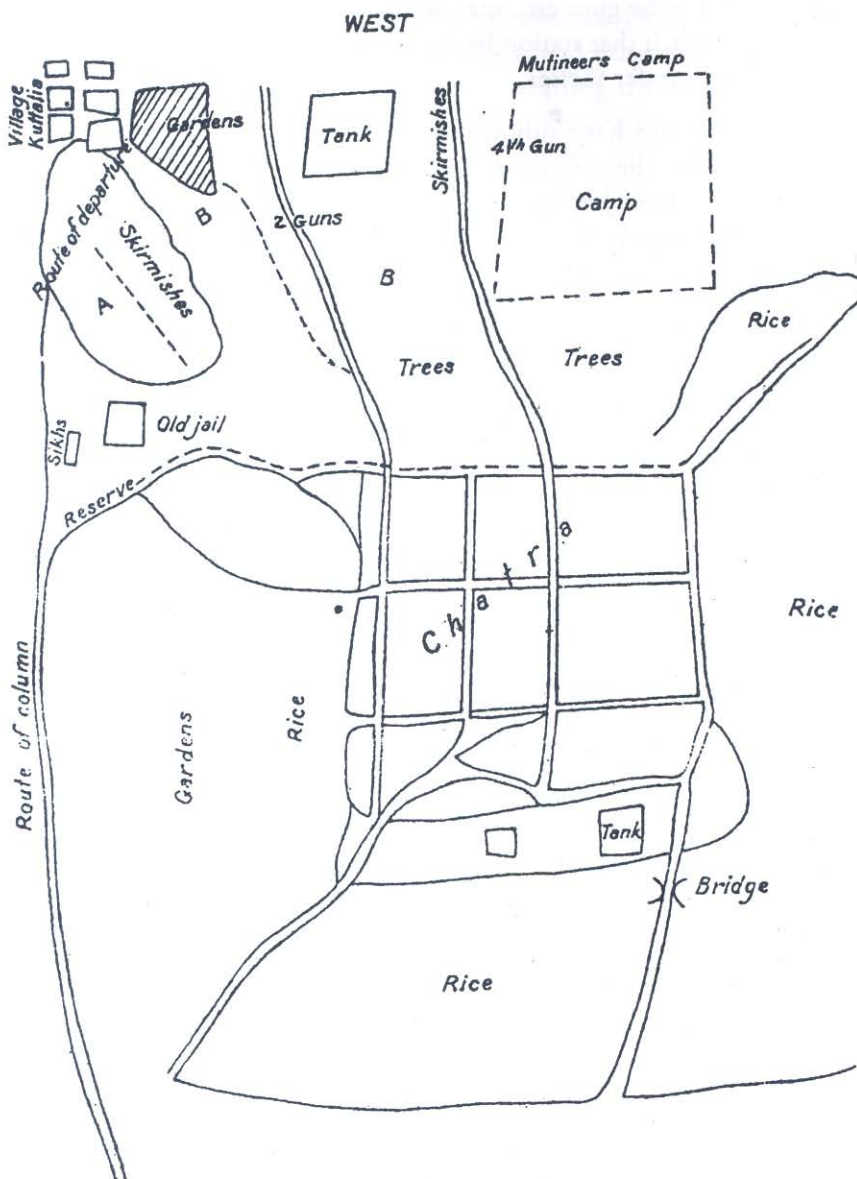 WEST
Mutineers Camp
Village
Kuttalia
Gardens
Tank
Skirmishes
4th Gun
Camp
Route of departure
B
2 Guns
Skirmishes
B
A
Rice
Trees
Trees
Sikhs
Old jail
Reserve
Chatra
Rice
Route of column
Gardens
Rice
Tank
Bridge
Rice